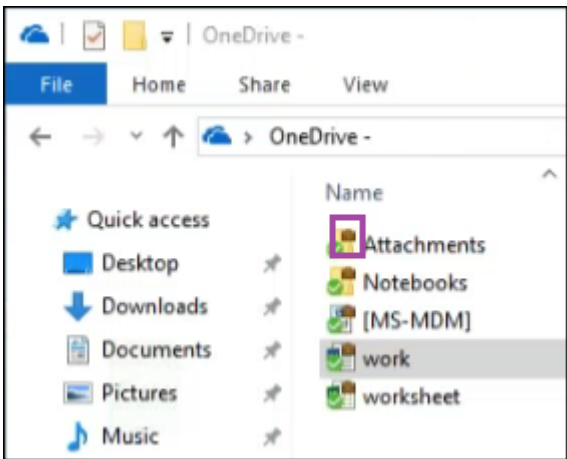 OneDrive -
File Home Share View
OneDrive -
Name
Quick access
Desktop
Downloads
Documents
Pictures
Music
Attachments
Notebooks
[MS-MDM]
work
worksheet